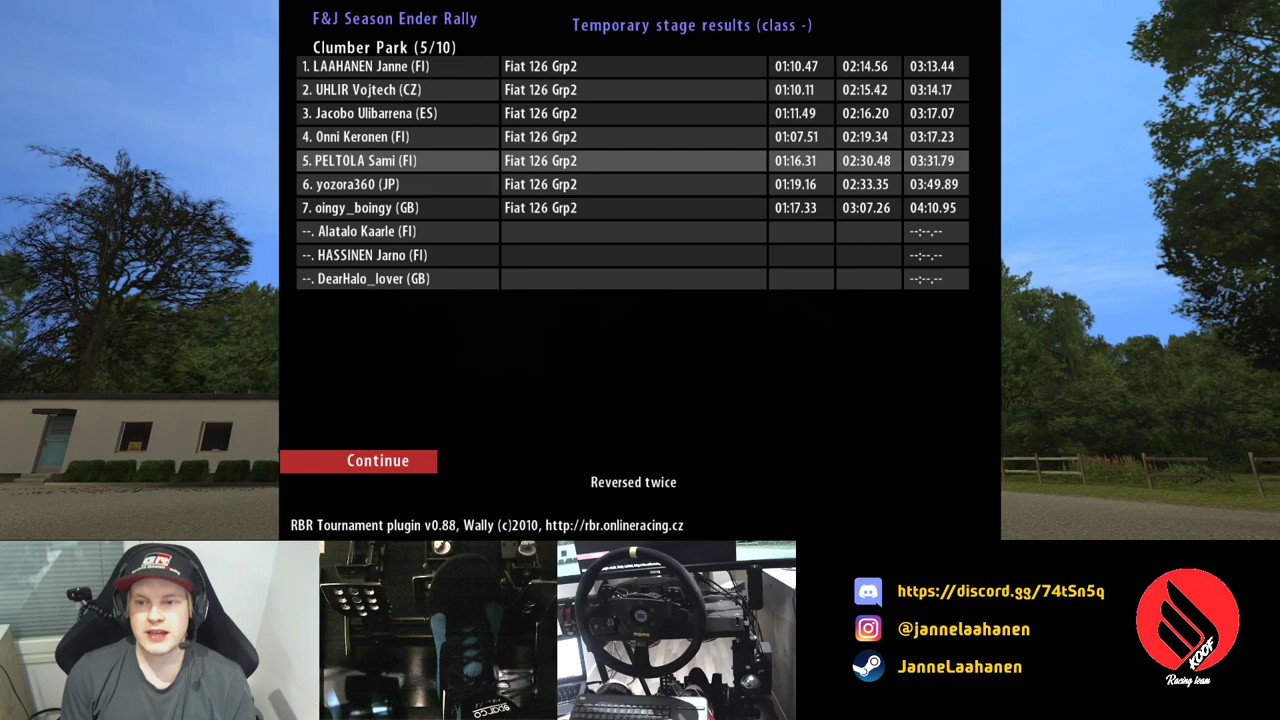 F&J Season Ender Rally
Temporary stage results (class -)
Clumber Park (5/10)
1. LAAHANEN Janne (FI) Fiat 126 Grp2 01:10.47 02:14.56 03:13.44
2. UHLIR Vojtech (CZ) Fiat 126 Grp2 01:10.11 02:15.42 03:14.17
3. Jacobo Ulibarrena (ES) Fiat 126 Grp2 01:11.49 02:16.20 03:17.07
4. Onni Keronen (FI) Fiat 126 Grp2 01:07.51 02:19.34 03:17.23
5. PELTOLA Sami (FI) Fiat 126 Grp2 01:16.31 02:30.48 03:31.79
6. yozora360 (JP) Fiat 126 Grp2 01:19.16 02:33.35 03:49.89
7. oingy_boingy (GB) Fiat 126 Grp2 01:17.33 03:07.26 04:10.95
--. Alatalo Kaarle (FI) --:--.--
--. HASSINEN Jarno (FI) --:--.--
--. DearHalo_lover (GB) --:--.--
Continue
Reversed twice
RBR Tournament plugin v0.88, Wally (c)2010, http://rbr.onlineracing.cz
GR
sparco
MOMO
https://discord.gg/74tSn5q
@jannelaahanen
JanneLaahanen
KOOF
Racing team